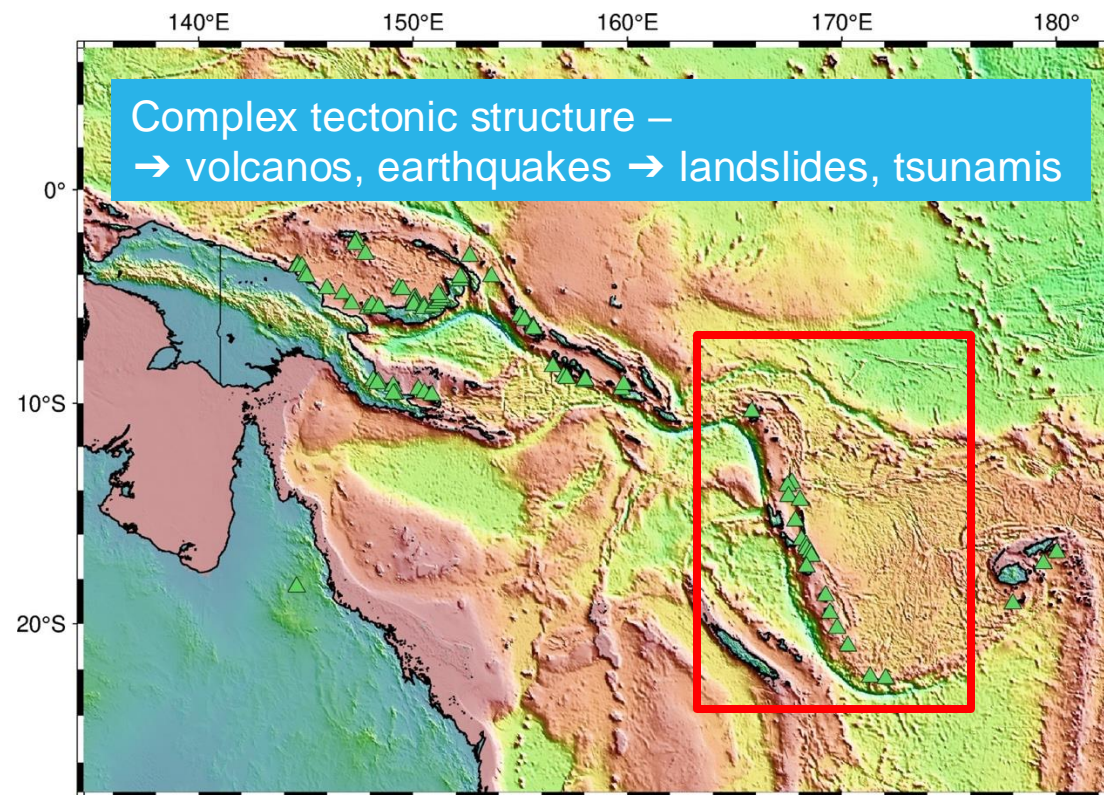 140°E 150°E 160°E 170°E 180°
Complex tectonic structure –
➔ volcanos, earthquakes ➔ landslides, tsunamis
0°
10°S
20°S